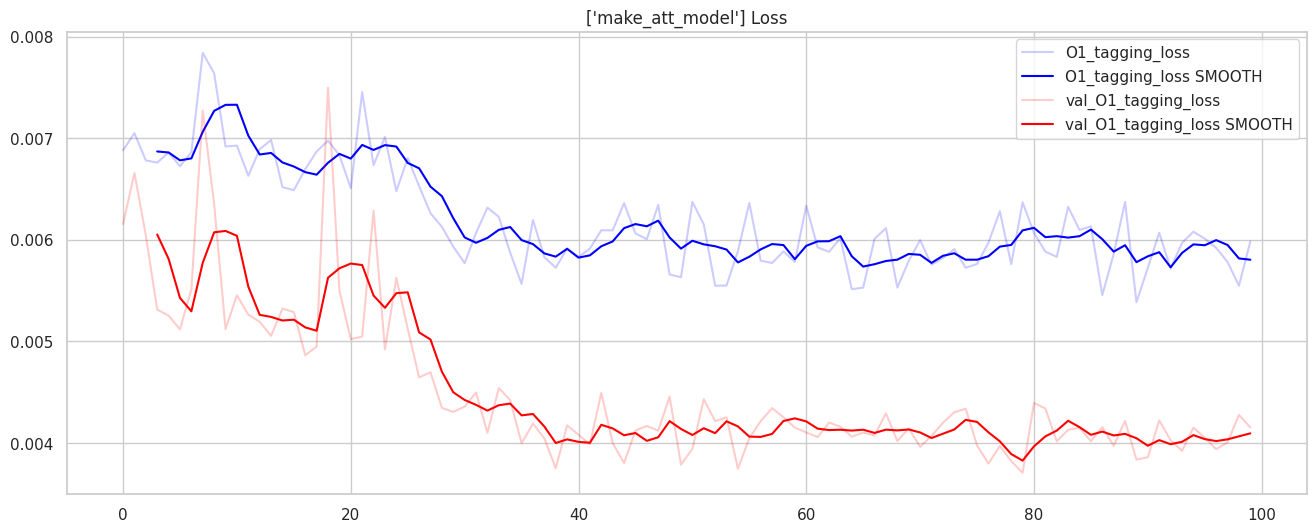 ['make_att_model'] Loss
0.008
0.007
0.006
0.005
0.004
0
20
40
60
80
100
O1_tagging_loss
O1_tagging_loss SMOOTH
val_O1_tagging_loss
val_O1_tagging_loss SMOOTH